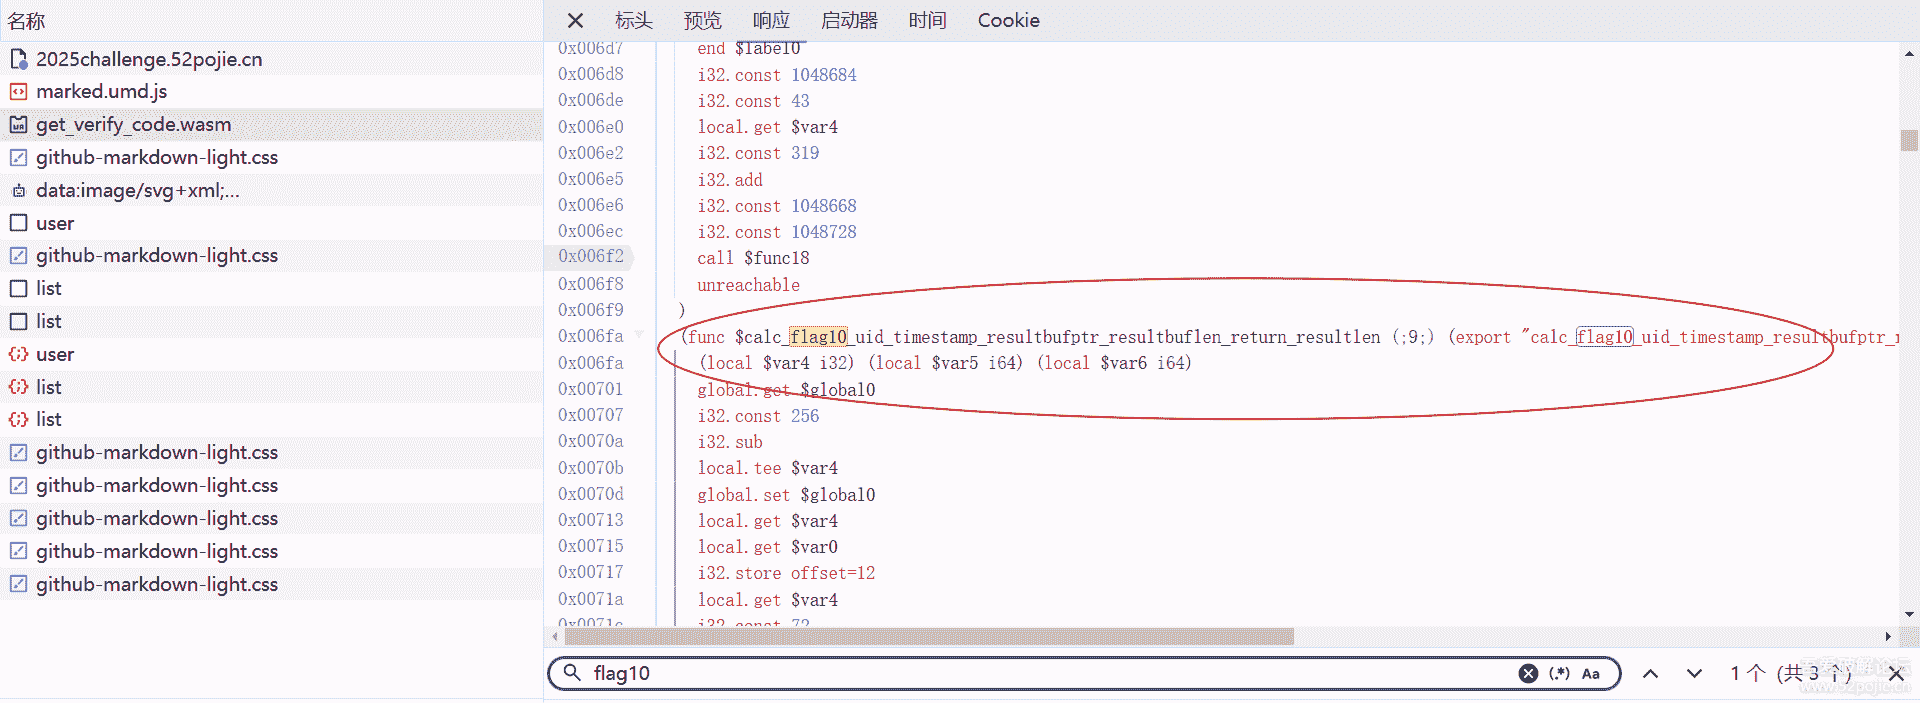 名称
2025challenge.52pojie.cn
marked.umd.js
get_verify_code.wasm
github-markdown-light.css
data:image/svg+xml;...
user
github-markdown-light.css
list
list
user
list
list
github-markdown-light.css
github-markdown-light.css
github-markdown-light.css
github-markdown-light.css
github-markdown-light.css
标头 预览 响应 启动器 时间 Cookie
0x006d7 end $label0
0x006d8 i32.const 1048684
0x006de i32.const 43
0x006e0 local.get $var4
0x006e2 i32.const 319
0x006e5 i32.add
0x006e6 i32.const 1048668
0x006ec i32.const 1048728
0x006f2 call $func18
0x006f8 unreachable
0x006f9 )
0x006fa (func $calc_flag10_uid_timestamp_resultbufptr_resultbuflen_return_resultlen (;9;) (export "calc_flag10_uid_timestamp_resultbufptr_r
0x006fa (local $var4 i32) (local $var5 i64) (local $var6 i64)
0x00701 global.get $global0
0x00707 i32.const 256
0x0070a i32.sub
0x0070b local.tee $var4
0x0070d global.set $global0
0x00713 local.get $var4
0x00715 local.get $var0
0x00717 i32.store offset=12
0x0071a local.get $var4
0x0071c i32.const 72
flag10 (.*) Aa 1 个 (共 3 个)
www.52pojie.cn